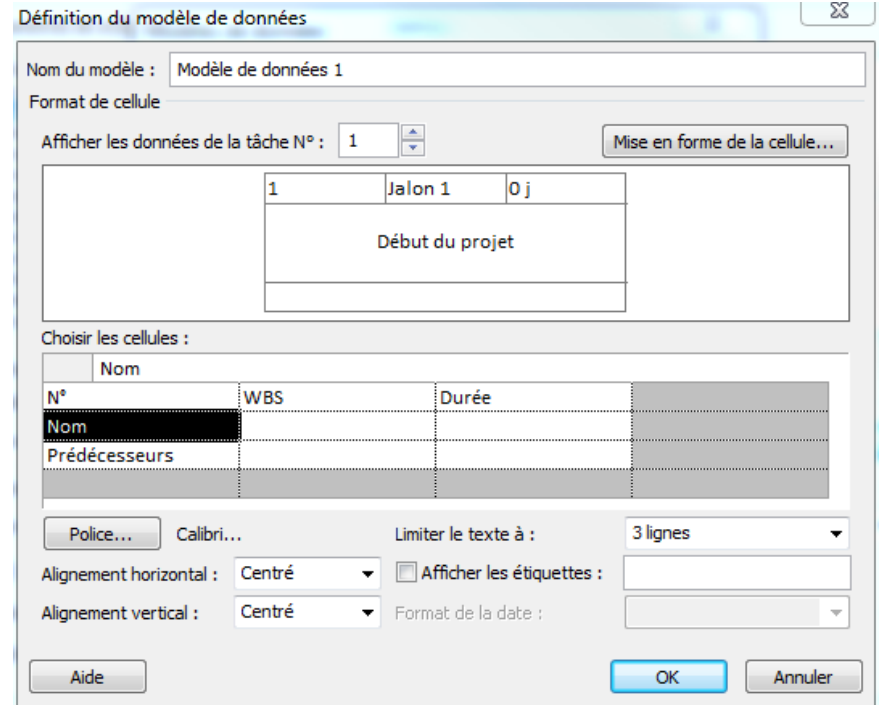 Définition du modèle de données
Nom du modèle : Modèle de données 1
Format de cellule
Afficher les données de la tâche N° : 1 Mise en forme de la cellule...
1 Jalon 1 0 j
Début du projet
Choisir les cellules :
Nom
N° WBS Durée
Nom
Prédécesseurs
Police... Calibri... Limiter le texte à : 3 lignes
Alignement horizontal : Centré Afficher les étiquettes :
Alignement vertical : Centré Format de la date :
Aide OK Annuler